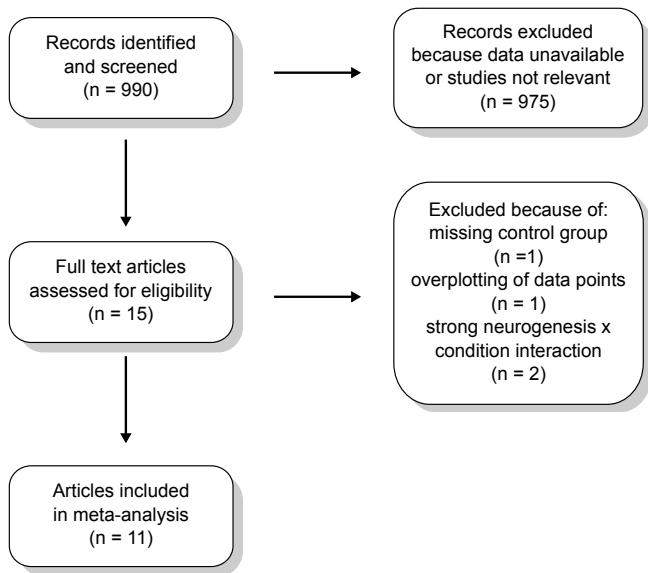 Records identified
and screened
(n = 990)
Records excluded
because data unavailable
or studies not relevant
(n = 975)
Full text articles
assessed for eligibility
(n = 15)
Excluded because of:
missing control group
(n =1)
overplotting of data points
(n = 1)
strong neurogenesis x
condition interaction
(n = 2)
Articles included
in meta-analysis
(n = 11)